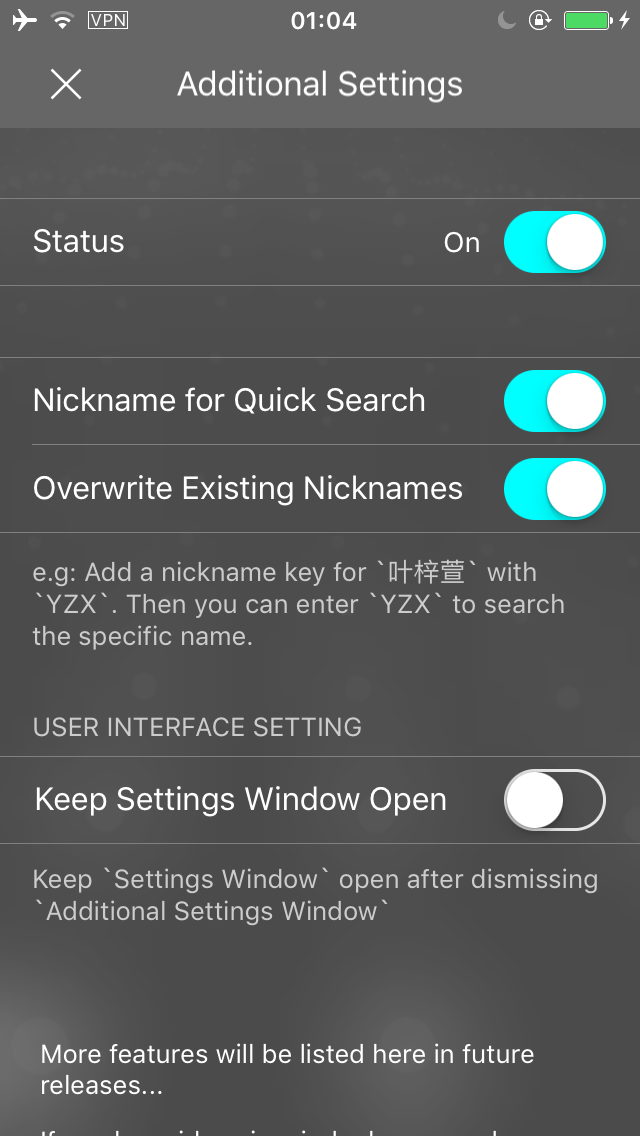 VPN 01:04
Additional Settings
Status On
Nickname for Quick Search
Overwrite Existing Nicknames
e.g: Add a nickname key for `叶梓萱` with
`YZX`. Then you can enter `YZX` to search
the specific name.
USER INTERFACE SETTING
Keep Settings Window Open
Keep `Settings Window` open after dismissing
`Additional Settings Window`
More features will be listed here in future
releases...